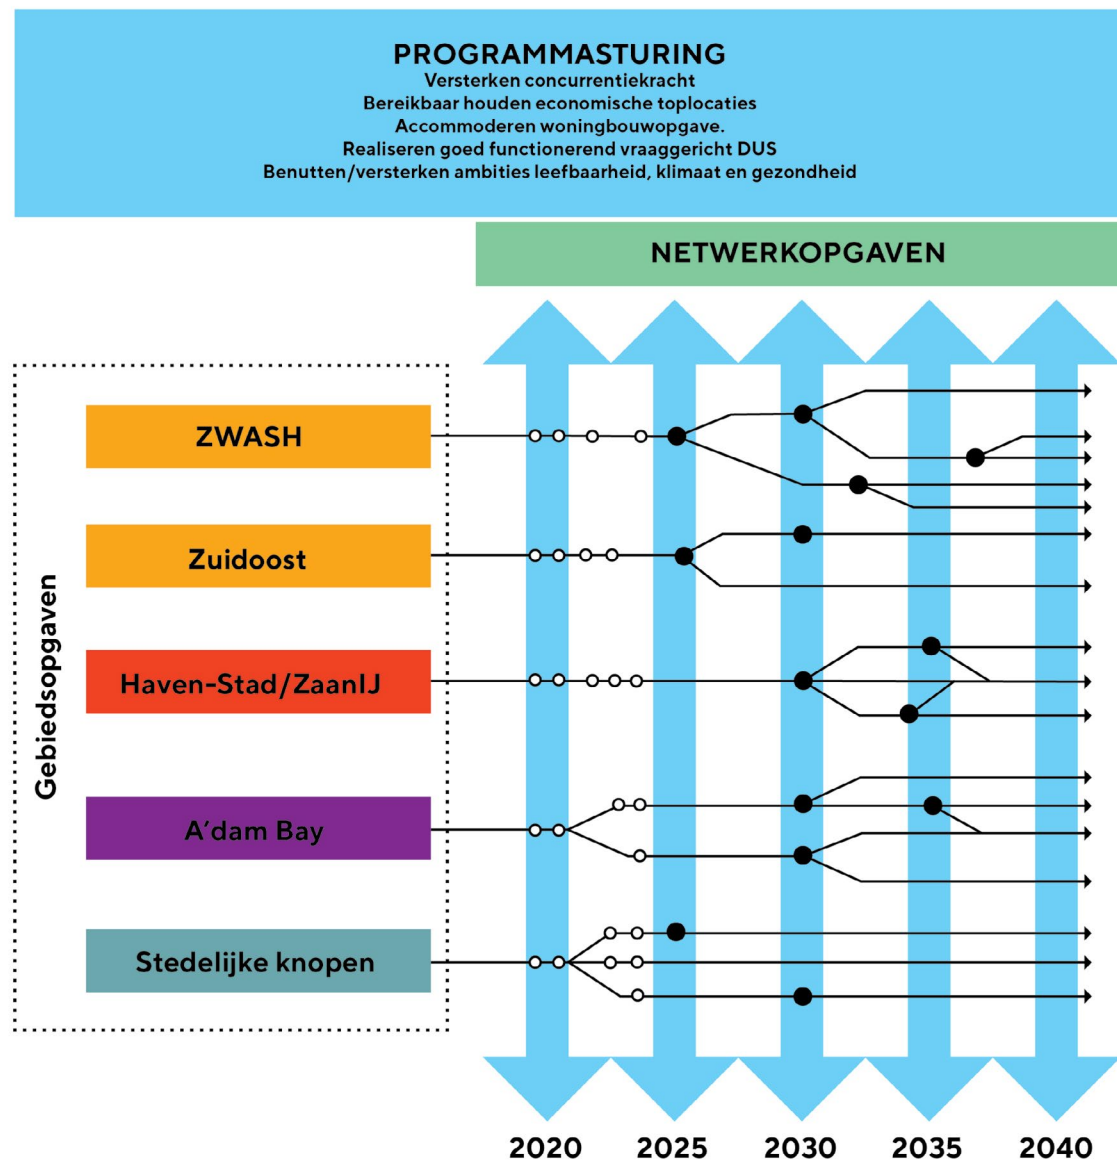 PROGRAMMASTURING
Versterken concurrentiekracht
Bereikbaar houden economische toplocaties
Accommoderen woningbouwopgave.
Realiseren goed functionerend vraaggericht DUS
Benutten/versterken ambities leefbaarheid, klimaat en gezondheid
NETWERKOPGAVEN
Gebiedsopgaven
ZWASH
Zuidoost
Haven-Stad/ZaanIJ
A'dam Bay
Stedelijke knopen
2020 2025 2030 2035 2040